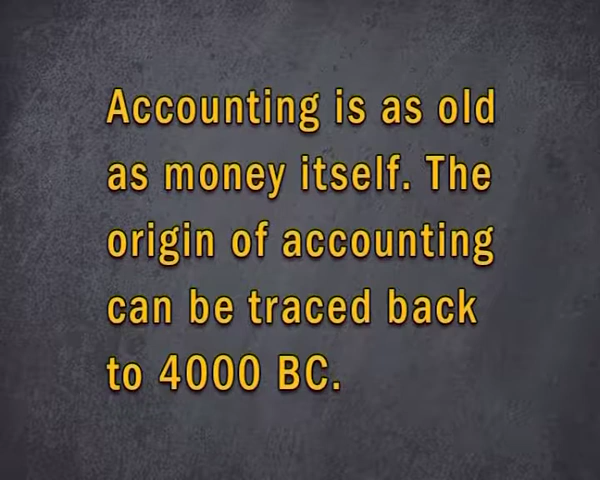 Accounting is as old
as money itself. The
origin of accounting
can be traced back
to 4000 BC.